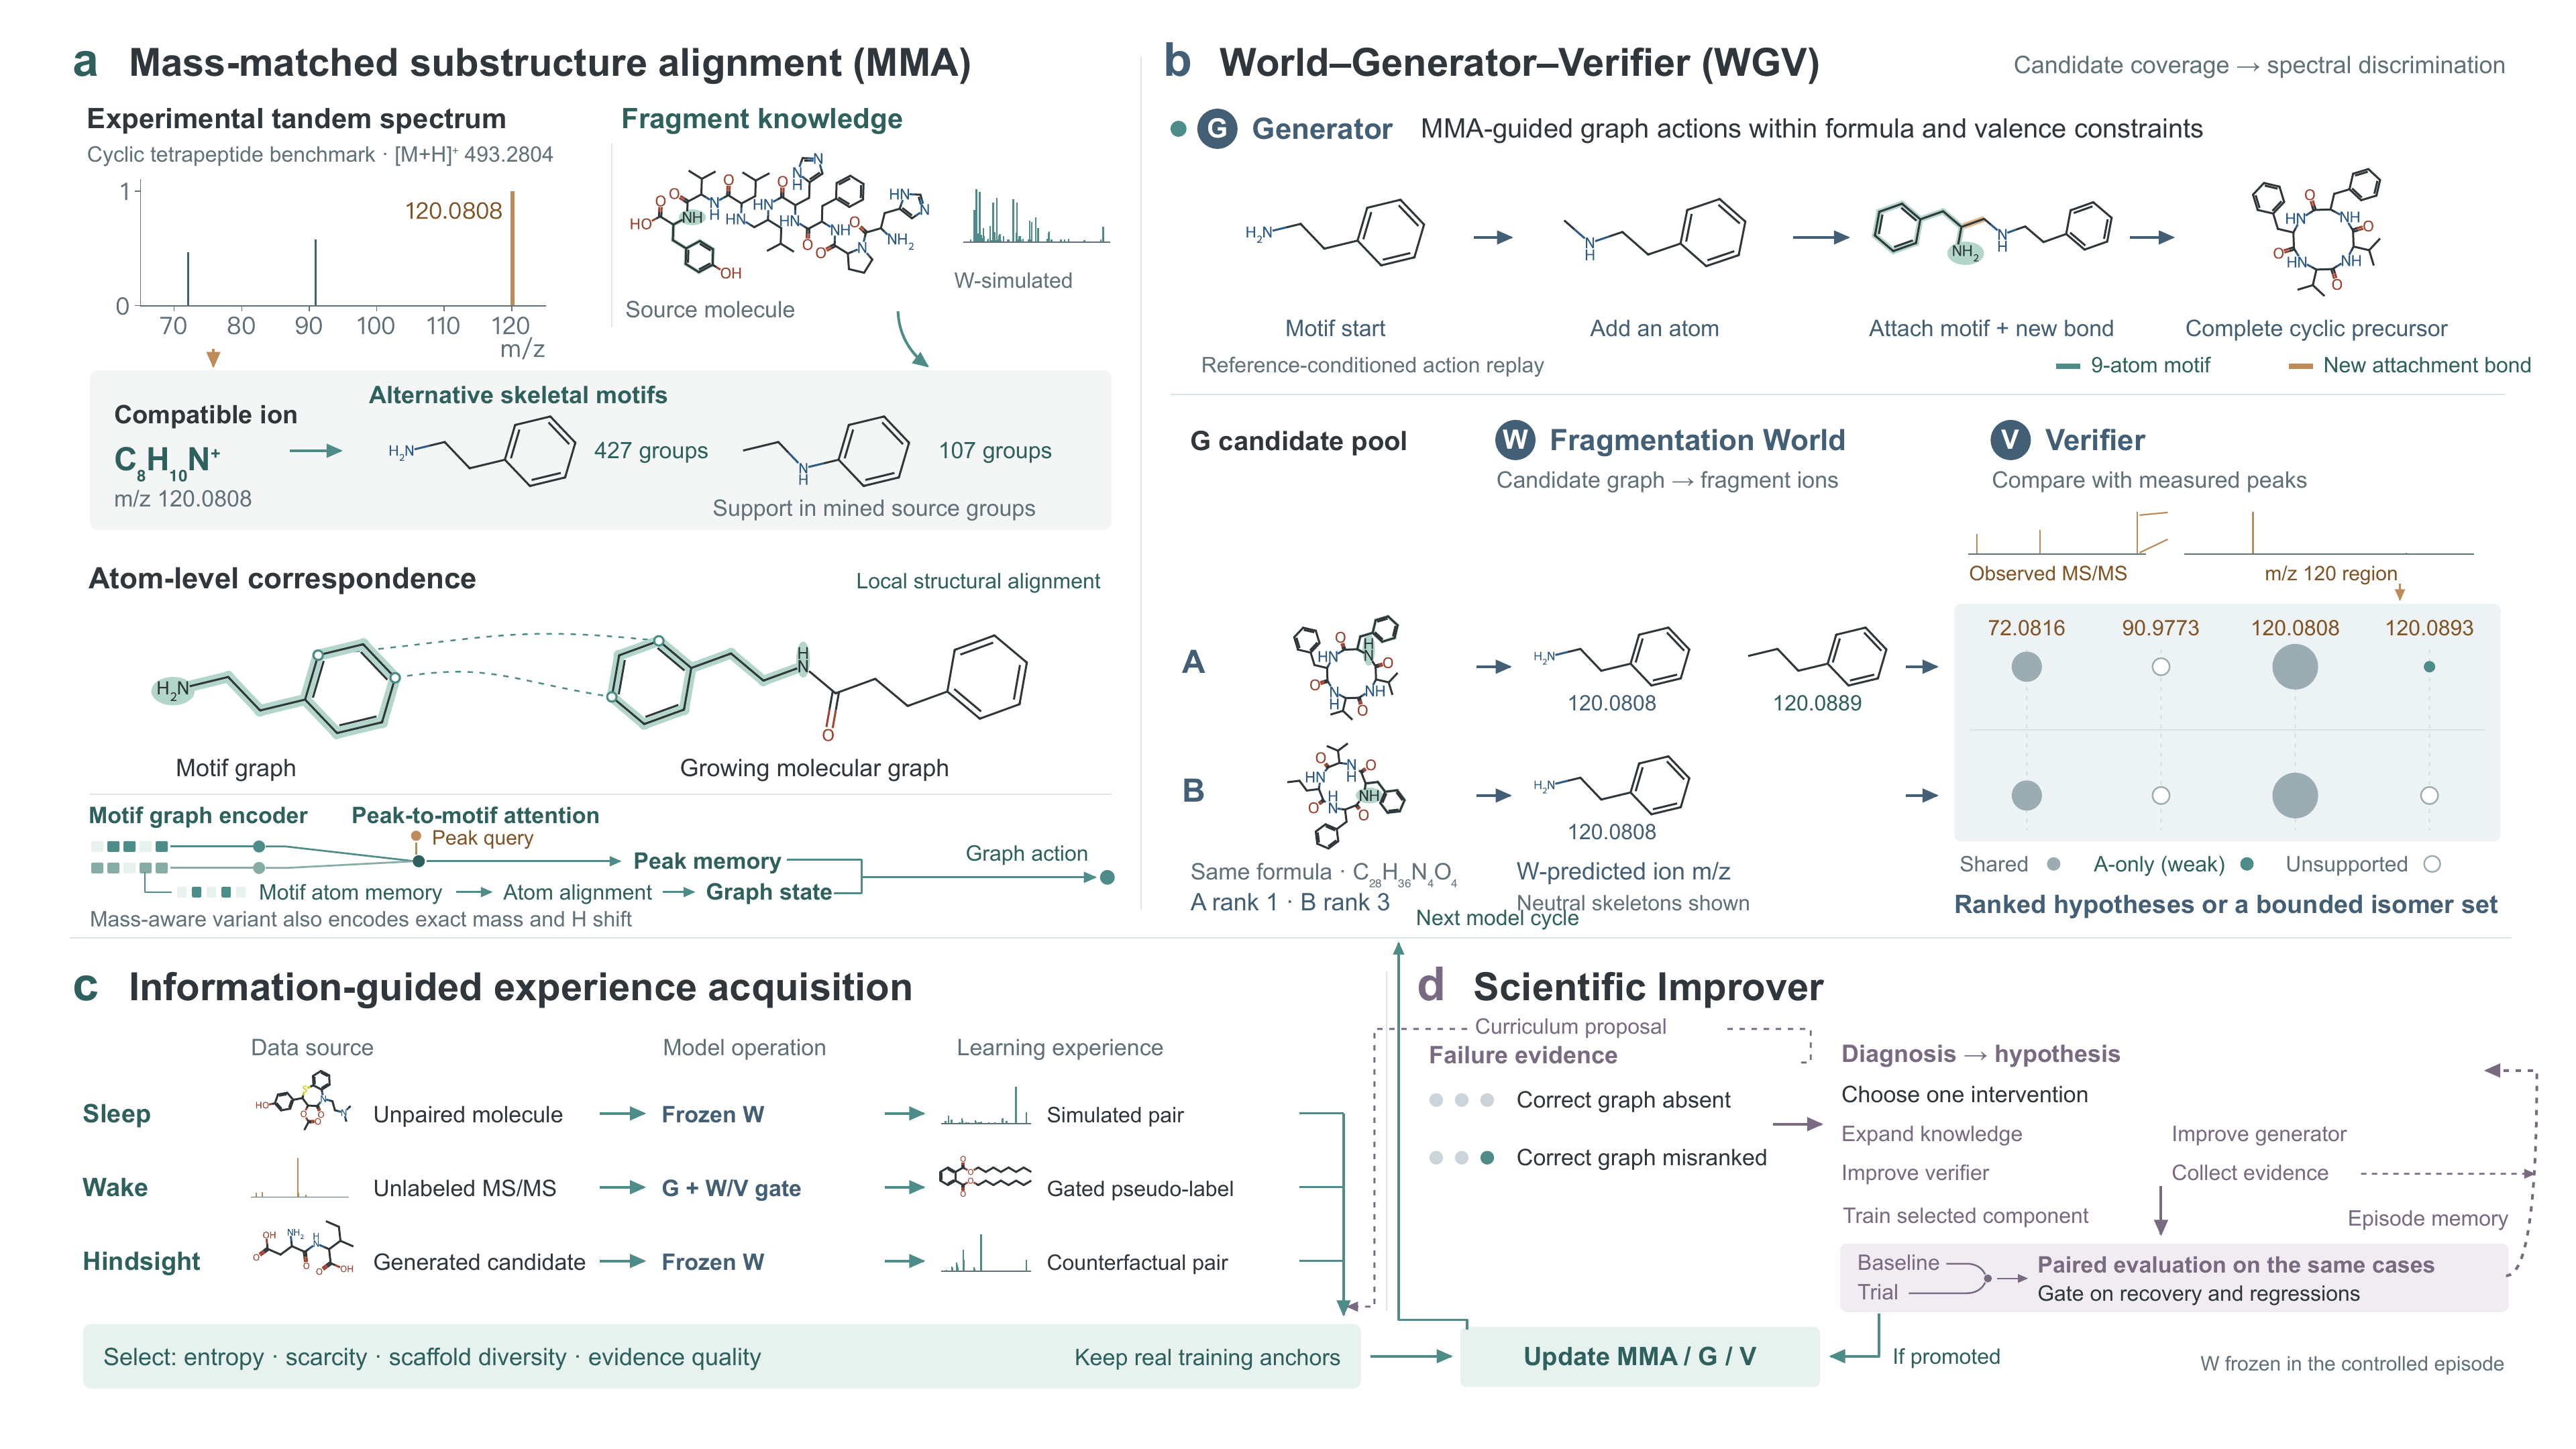 a Mass-matched substructure alignment (MMA)
Experimental tandem spectrum
Cyclic tetrapeptide benchmark · [M+H]⁺ 493.2804
1
0
120.0808
70 80 90 100 110 120
m/z
Fragment knowledge
Source molecule
W-simulated
Compatible ion
C₈H₁₀N⁺
m/z 120.0808
Alternative skeletal motifs
H₂N
427 groups
N
H
107 groups
Support in mined source groups
Atom-level correspondence
Local structural alignment
H₂N
H
N
O
Motif graph
Growing molecular graph
Motif graph encoder
Peak-to-motif attention
Peak query
Peak memory
Graph action
Motif atom memory
Atom alignment
Graph state
Mass-aware variant also encodes exact mass and H shift
b World–Generator–Verifier (WGV)
Candidate coverage → spectral discrimination
G Generator MMA-guided graph actions within formula and valence constraints
H₂N
N
H
NH₂
N
H
Motif start
Add an atom
Attach motif + new bond
Complete cyclic precursor
Reference-conditioned action replay
9-atom motif
New attachment bond
G candidate pool
W Fragmentation World
Candidate graph → fragment ions
V Verifier
Compare with measured peaks
Observed MS/MS
m/z 120 region
72.0816 90.9773 120.0808 120.0893
A
H₂N
120.0808
120.0889
B
H₂N
120.0808
Same formula · C₂₈H₃₆N₄O₄
A rank 1 · B rank 3
W-predicted ion m/z
Neutral skeletons shown
Shared
A-only (weak)
Unsupported
Ranked hypotheses or a bounded isomer set
Next model cycle
c Information-guided experience acquisition
Data source
Model operation
Learning experience
Sleep
Unpaired molecule
Frozen W
Simulated pair
Wake
Unlabeled MS/MS
G + W/V gate
Gated pseudo-label
Hindsight
Generated candidate
Frozen W
Counterfactual pair
Select: entropy · scarcity · scaffold diversity · evidence quality
Keep real training anchors
d Scientific Improver
Curriculum proposal
Failure evidence
Correct graph absent
Correct graph misranked
Diagnosis → hypothesis
Choose one intervention
Expand knowledge
Improve generator
Improve verifier
Collect evidence
Train selected component
Episode memory
Baseline
Trial
Paired evaluation on the same cases
Gate on recovery and regressions
Update MMA / G / V
If promoted
W frozen in the controlled episode